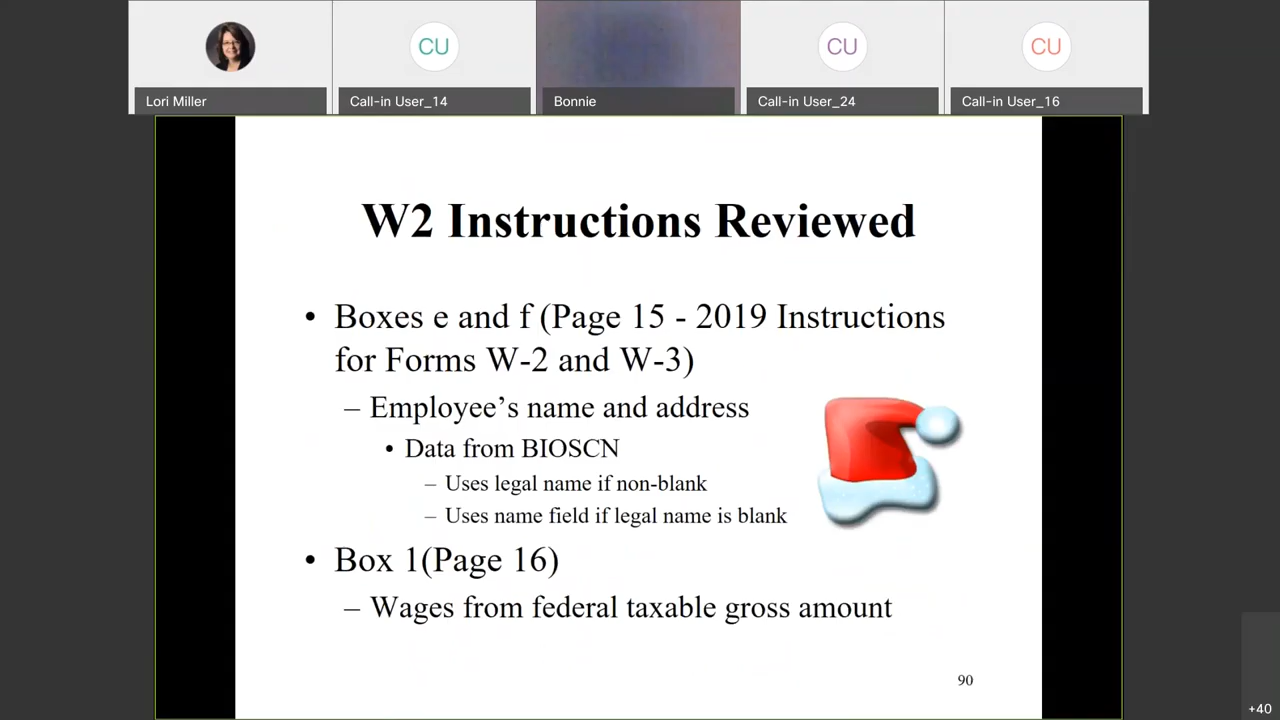 CU
CU
CU
Lori Miller
Call-in User_14
Bonnie
Call-in User_24
Call-in User_16
W2 Instructions Reviewed
• Boxes e and f (Page 15 - 2019 Instructions
for Forms W-2 and W-3)
– Employee’s name and address
• Data from BIOSCN
– Uses legal name if non-blank
– Uses name field if legal name is blank
• Box 1(Page 16)
– Wages from federal taxable gross amount
90
+40